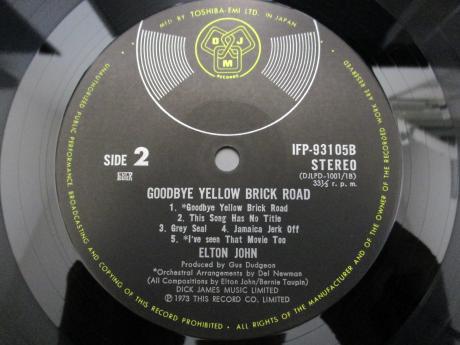 MFD. BY TOSHIBA-EMI LTD. IN JAPAN.
DJM
RECORDS
SIDE 2
IFP-93105B
STEREO
(DJLPD-1001/1B)
33⅓ r. p. m.
GOODBYE YELLOW BRICK ROAD
1. *Goodbye Yellow Brick Road
2. This Song Has No Title
3. Grey Seal 4. Jamaica Jerk Off
5. *I've seen That Movie Too
ELTON JOHN
Produced by Gus Dudgeon
*Orchestral Arrangements by Del Newman
(All Compositions by Elton John/Bernie Taupin)
DICK JAMES MUSIC LIMITED
℗ 1973 THIS RECORD CO. LIMITED
UNAUTHORIZED PUBLIC PERFORMANCE BROADCASTING AND COPYING OF THIS RECORD PROHIBITED • ALL RIGHTS OF THE MANUFACTURER AND OF THE OWNER OF THE RECORDED WORK ARE RESERVED